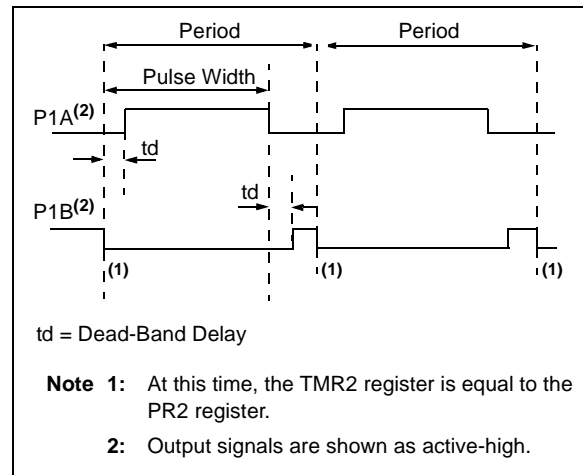 Period Period
Pulse Width
P1A(2)
td
td
P1B(2)
(1) (1) (1)
td = Dead-Band Delay
Note 1: At this time, the TMR2 register is equal to the
PR2 register.
2: Output signals are shown as active-high.